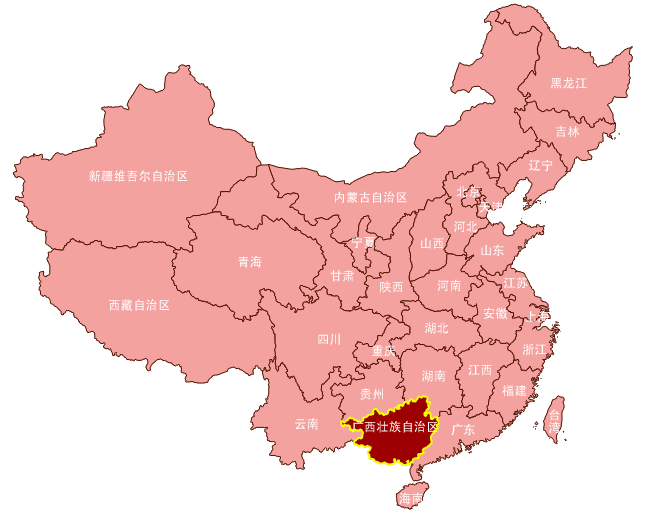 黑龙江
吉林
辽宁
新疆维吾尔自治区
内蒙古自治区
北京
天津
河北
宁夏
山西
山东
青海
甘肃
陕西
河南
江苏
西藏自治区
安徽
上海
湖北
四川
重庆
浙江
湖南
江西
贵州
福建
台湾
云南
广西壮族自治区
广东
海南